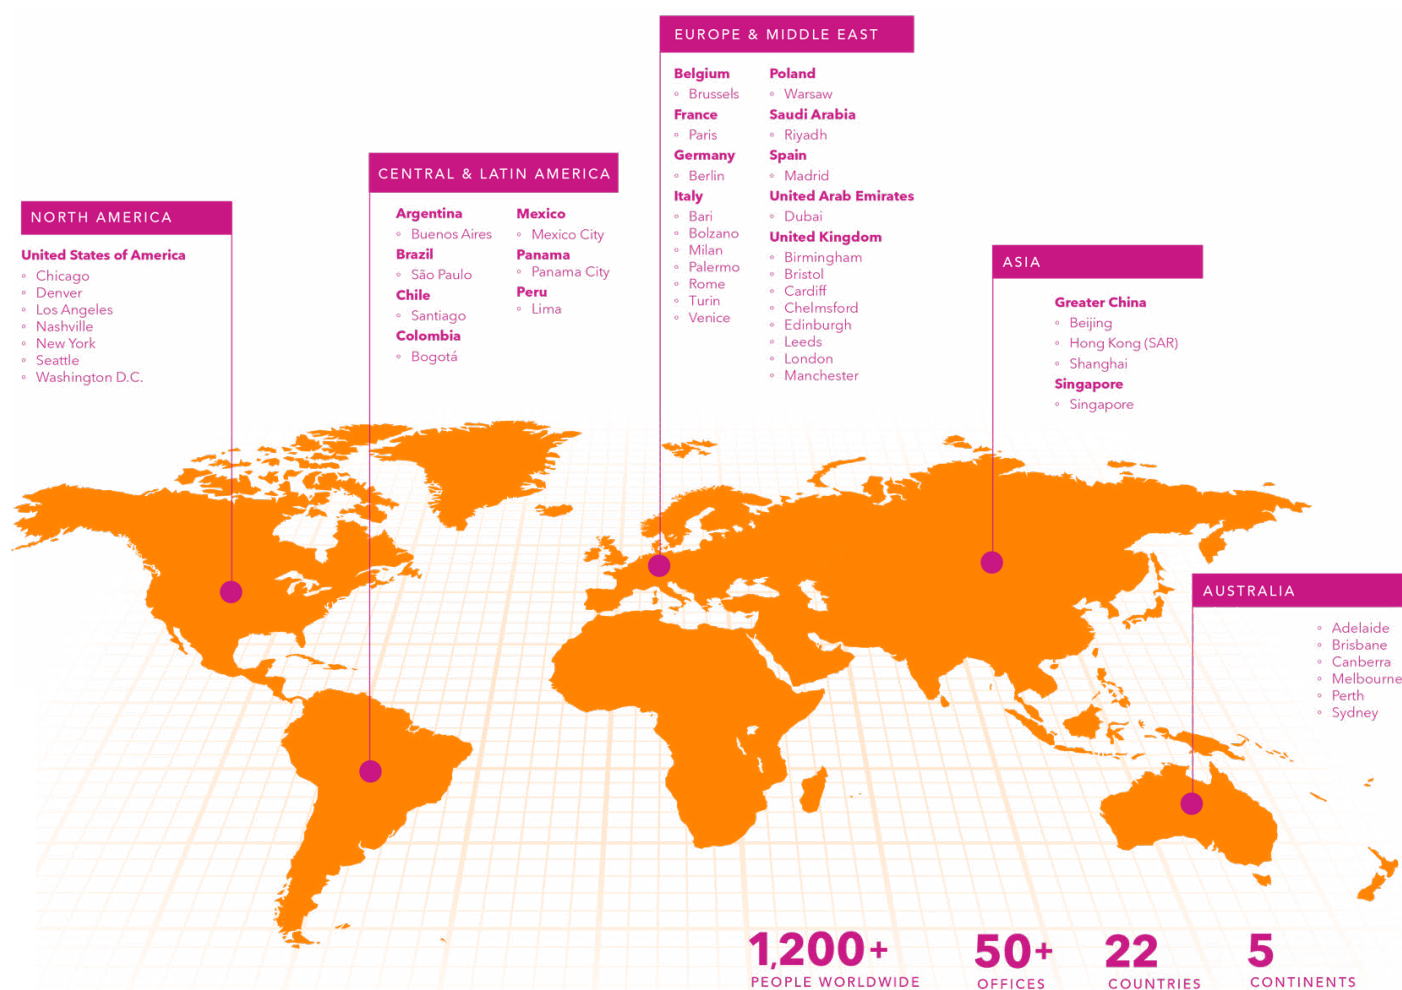 EUROPE & MIDDLE EAST
Belgium
◦ Brussels
France
◦ Paris
Germany
◦ Berlin
Italy
◦ Bari
◦ Bolzano
◦ Milan
◦ Palermo
◦ Rome
◦ Turin
◦ Venice
Poland
◦ Warsaw
Saudi Arabia
◦ Riyadh
Spain
◦ Madrid
United Arab Emirates
◦ Dubai
United Kingdom
◦ Birmingham
◦ Bristol
◦ Cardiff
◦ Chelmsford
◦ Edinburgh
◦ Leeds
◦ London
◦ Manchester
CENTRAL & LATIN AMERICA
Argentina
◦ Buenos Aires
Brazil
◦ São Paulo
Chile
◦ Santiago
Colombia
◦ Bogotá
Mexico
◦ Mexico City
Panama
◦ Panama City
Peru
◦ Lima
NORTH AMERICA
United States of America
◦ Chicago
◦ Denver
◦ Los Angeles
◦ Nashville
◦ New York
◦ Seattle
◦ Washington D.C.
ASIA
Greater China
◦ Beijing
◦ Hong Kong (SAR)
◦ Shanghai
Singapore
◦ Singapore
AUSTRALIA
◦ Adelaide
◦ Brisbane
◦ Canberra
◦ Melbourne
◦ Perth
◦ Sydney
1,200+
PEOPLE WORLDWIDE
50+
OFFICES
22
COUNTRIES
5
CONTINENTS